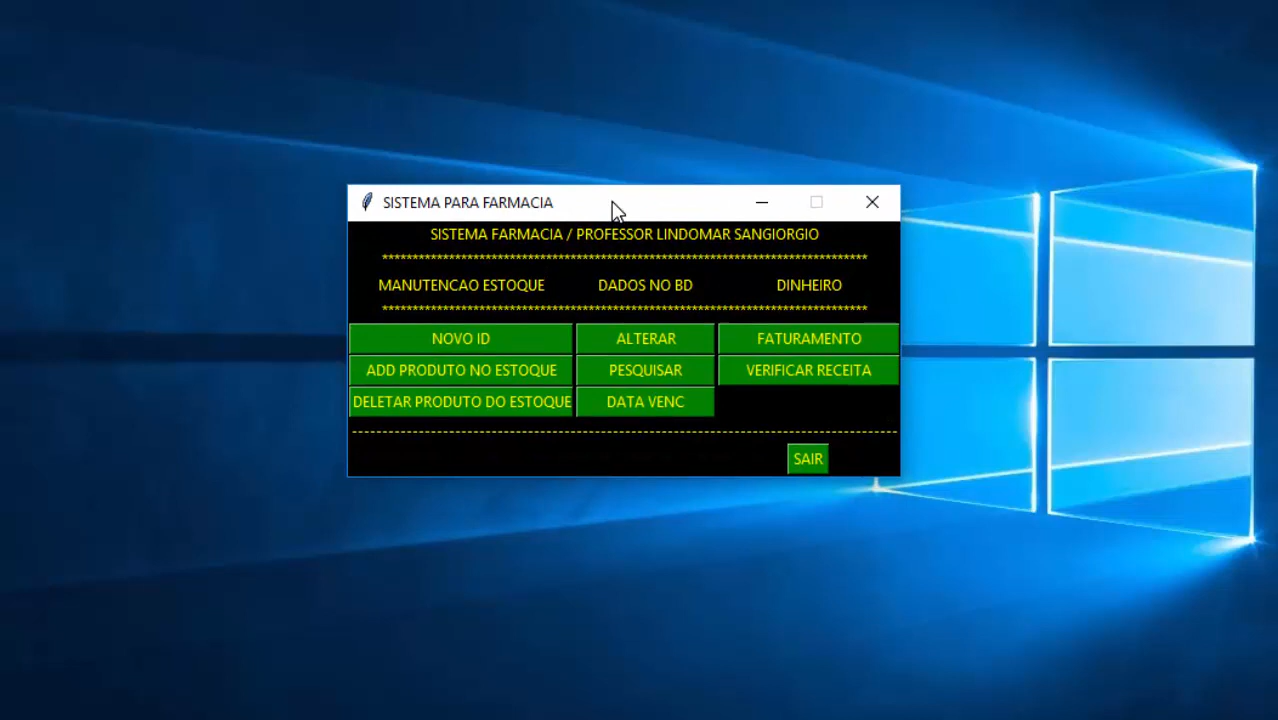 SISTEMA PARA FARMACIA
SISTEMA FARMACIA / PROFESSOR LINDOMAR SANGIORGIO
********************************************************************************
MANUTENCAO ESTOQUE DADOS NO BD DINHEIRO
********************************************************************************
NOVO ID ALTERAR FATURAMENTO
ADD PRODUTO NO ESTOQUE PESQUISAR VERIFICAR RECEITA
DELETAR PRODUTO DO ESTOQUE DATA VENC
------------------------------------------------------------------------------------------
SAIR